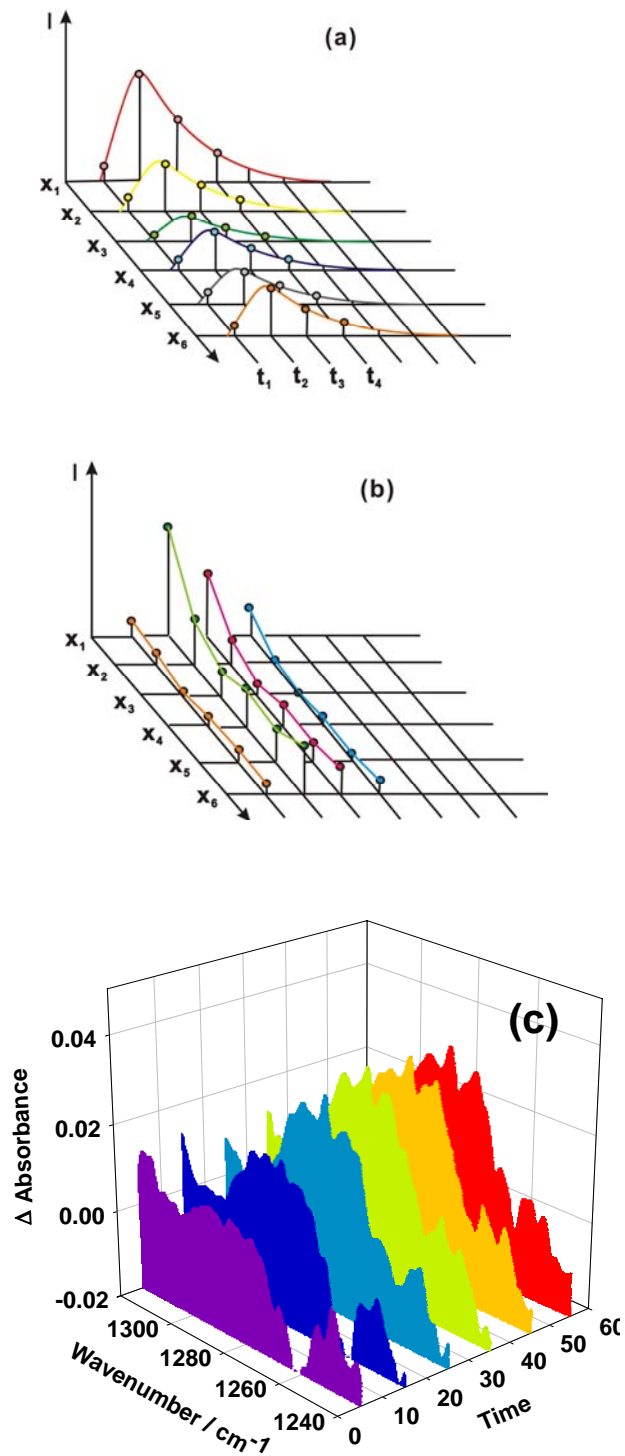 I
(a)
x1
x2
x3
x4
x5
x6
t1 t2 t3 t4
I
(b)
x1
x2
x3
x4
x5
x6
(c)
0.04
0.02
0.00
-0.02
Δ Absorbance
1300
1280
1260
1240
Wavenumber / cm-1
0
10
20
30
40
50
60
Time